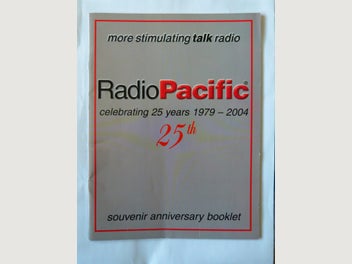 more stimulating talk radio
RadioPacific®
celebrating 25 years 1979 – 2004
25th
souvenir anniversary booklet